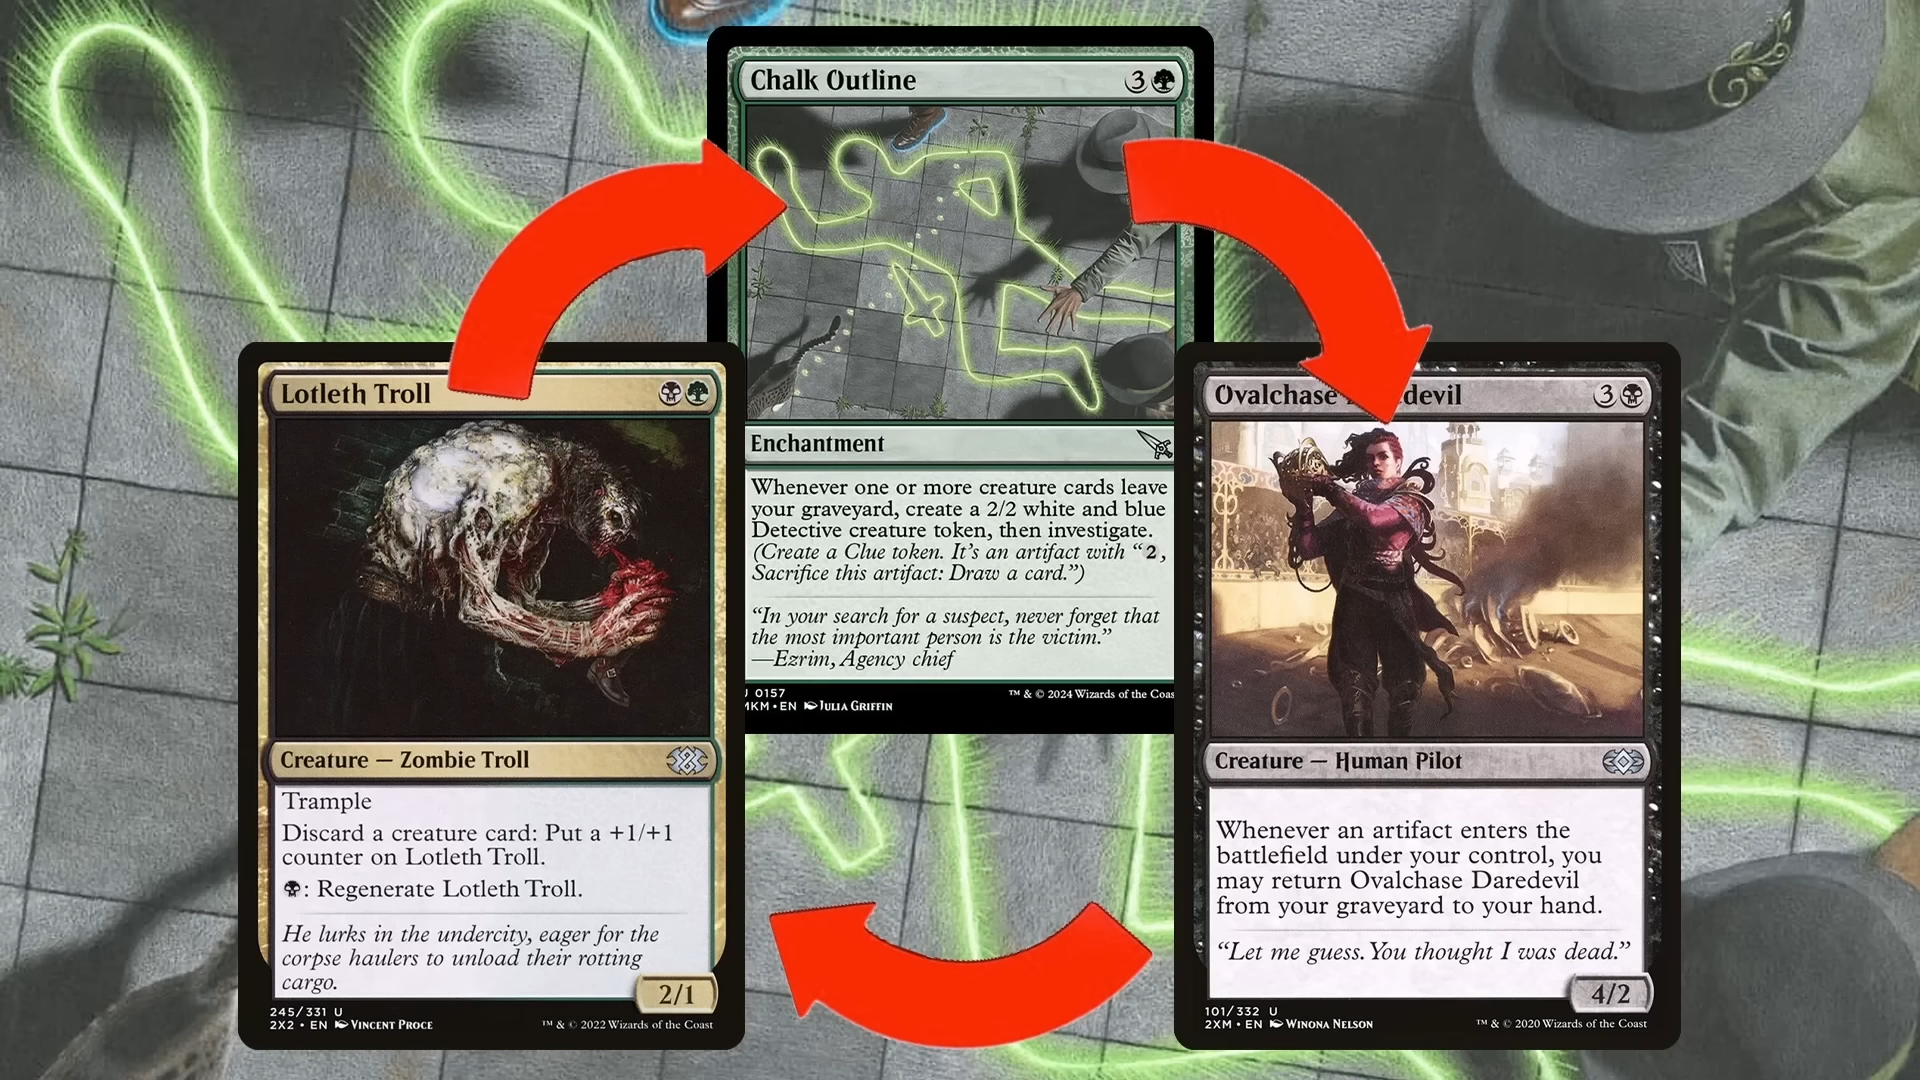 Chalk Outline 3
Enchantment
Whenever one or more creature cards leave
your graveyard, create a 2/2 white and blue
Detective creature token, then investigate.
(Create a Clue token. It's an artifact with “2,
Sacrifice this artifact: Draw a card.”)
“In your search for a suspect, never forget that
the most important person is the victim.”
—Ezrim, Agency chief
0157 ™ & © 2024 Wizards of the Coas
MKM • EN JULIA GRIFFIN
Lotleth Troll
Creature — Zombie Troll
Trample
Discard a creature card: Put a +1/+1
counter on Lotleth Troll.
: Regenerate Lotleth Troll.
He lurks in the undercity, eager for the
corpse haulers to unload their rotting
cargo.
2/1
245/331 U
2X2 • EN VINCENT PROCE ™ & © 2022 Wizards of the Coast
Ovalchase devil 3
Creature — Human Pilot
Whenever an artifact enters the
battlefield under your control, you
may return Ovalchase Daredevil
from your graveyard to your hand.
“Let me guess. You thought I was dead.”
4/2
101/332 U
2XM • EN WINONA NELSON ™ & © 2020 Wizards of the Coast